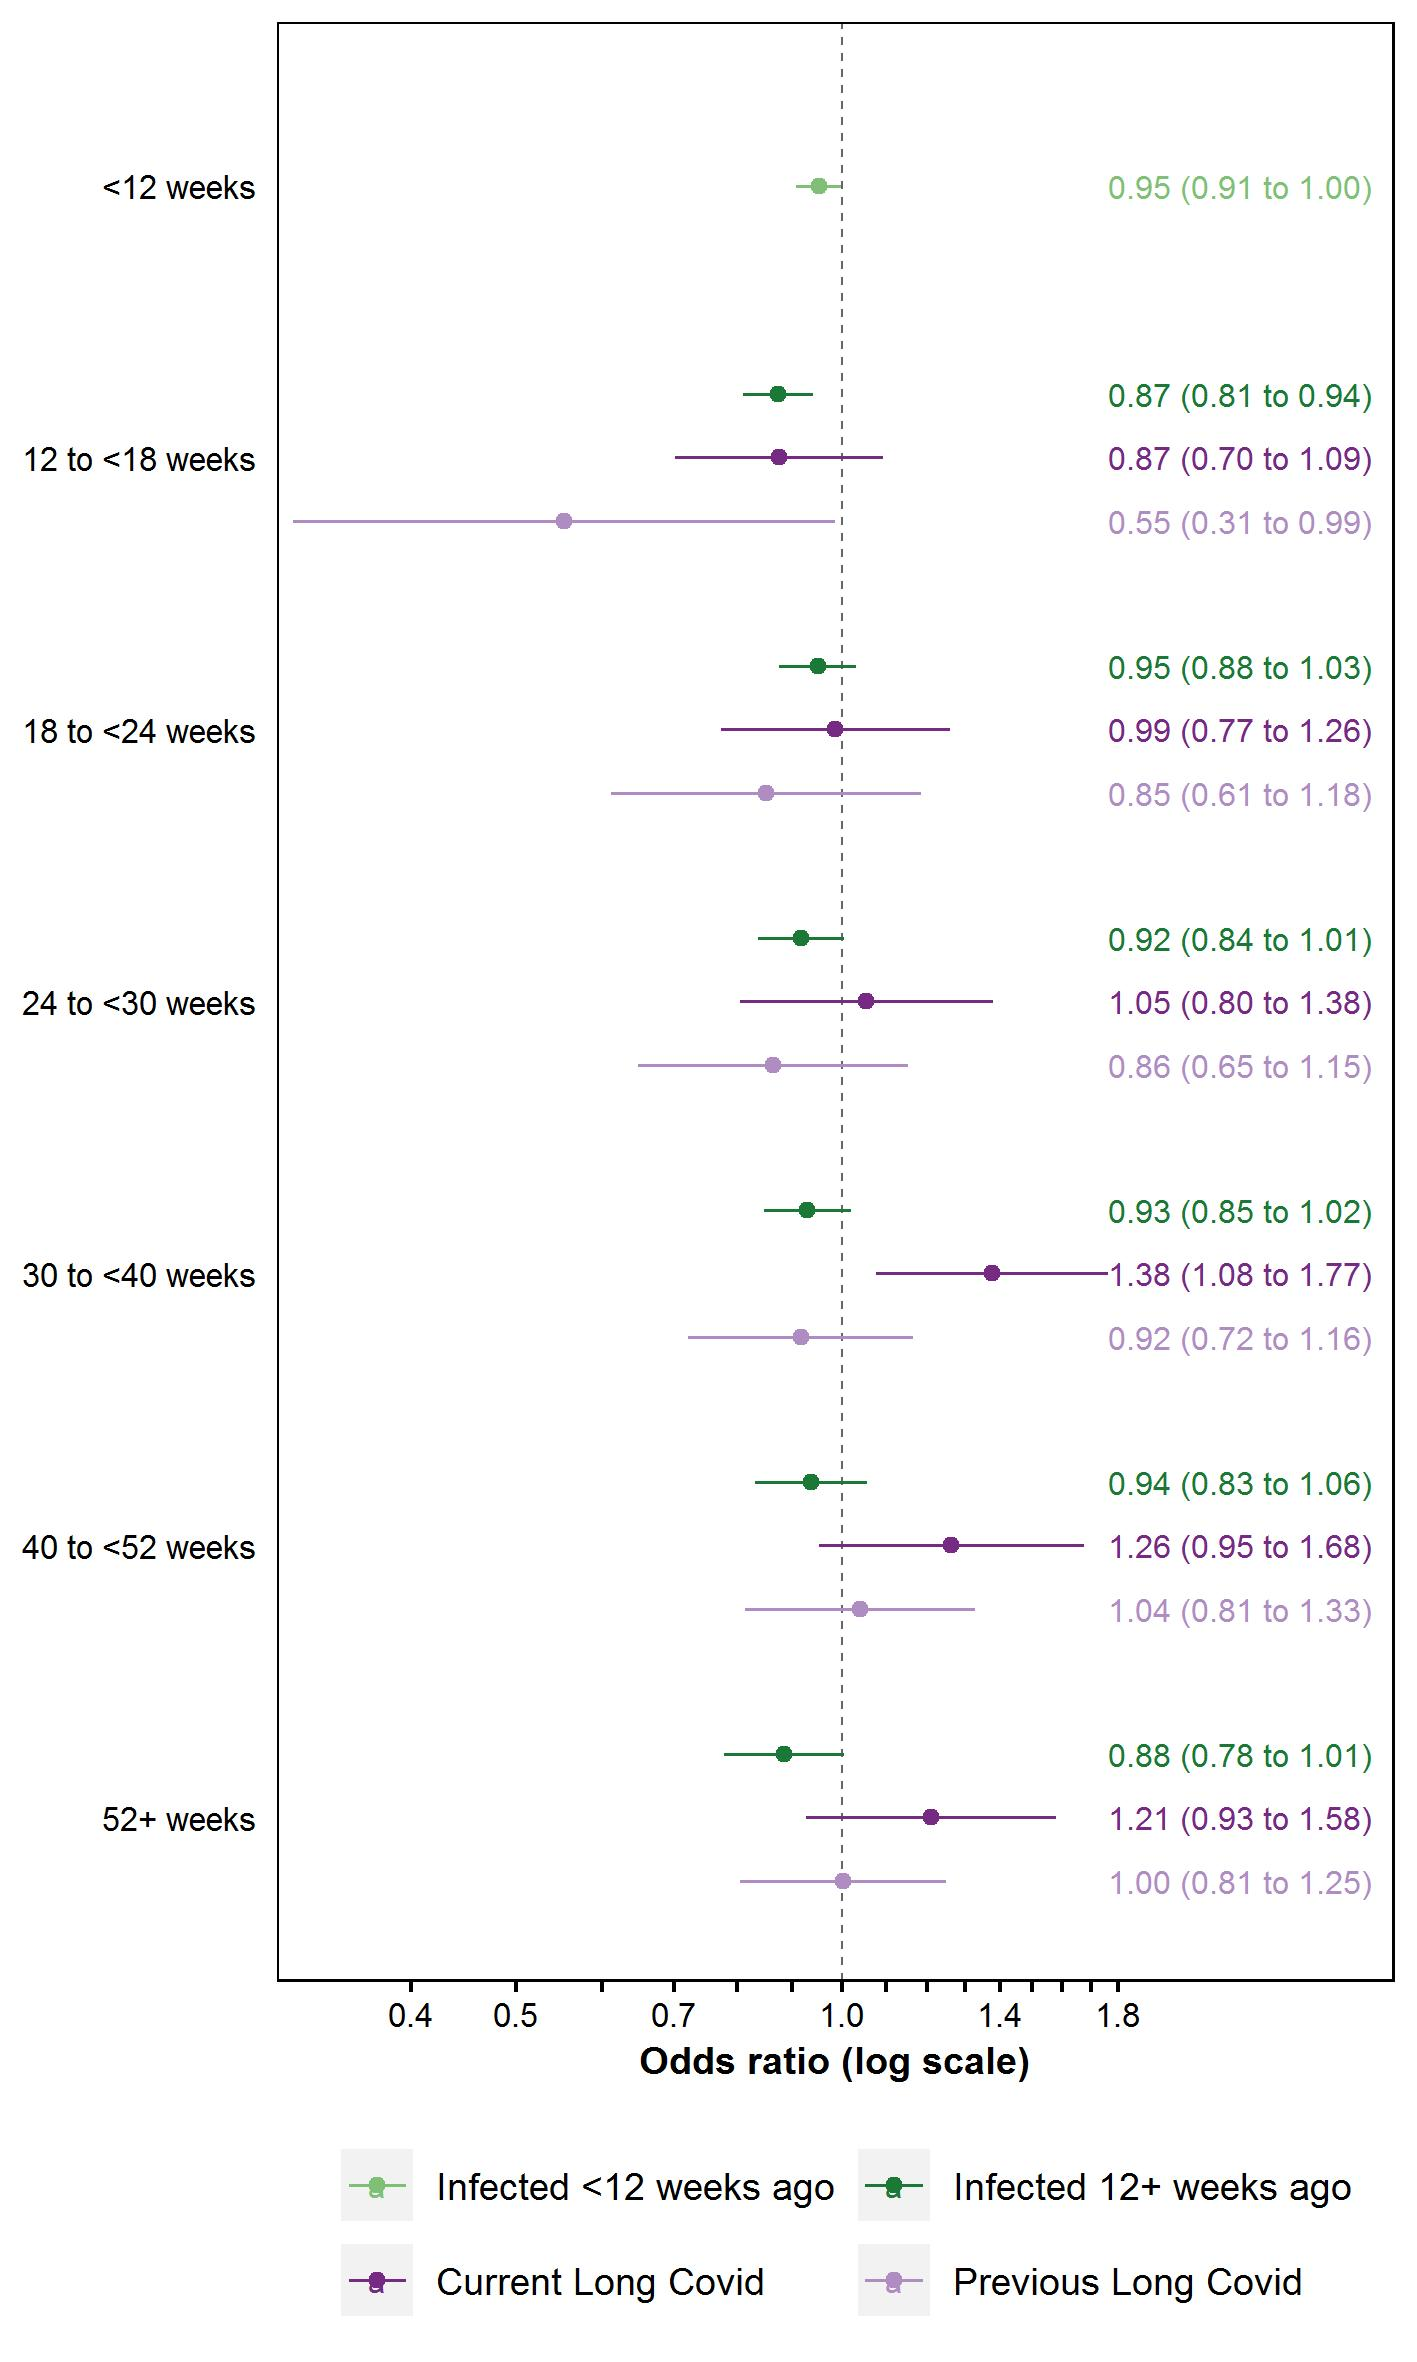 <12 weeks
0.95 (0.91 to 1.00)
0.87 (0.81 to 0.94)
12 to <18 weeks
0.87 (0.70 to 1.09)
0.55 (0.31 to 0.99)
0.95 (0.88 to 1.03)
18 to <24 weeks
0.99 (0.77 to 1.26)
0.85 (0.61 to 1.18)
0.92 (0.84 to 1.01)
24 to <30 weeks
1.05 (0.80 to 1.38)
0.86 (0.65 to 1.15)
0.93 (0.85 to 1.02)
30 to <40 weeks
1.38 (1.08 to 1.77)
0.92 (0.72 to 1.16)
0.94 (0.83 to 1.06)
40 to <52 weeks
1.26 (0.95 to 1.68)
1.04 (0.81 to 1.33)
0.88 (0.78 to 1.01)
52+ weeks
1.21 (0.93 to 1.58)
1.00 (0.81 to 1.25)
0.4 0.5 0.7 1.0 1.4 1.8
Odds ratio (log scale)
a Infected <12 weeks ago a Infected 12+ weeks ago
a Current Long Covid a Previous Long Covid